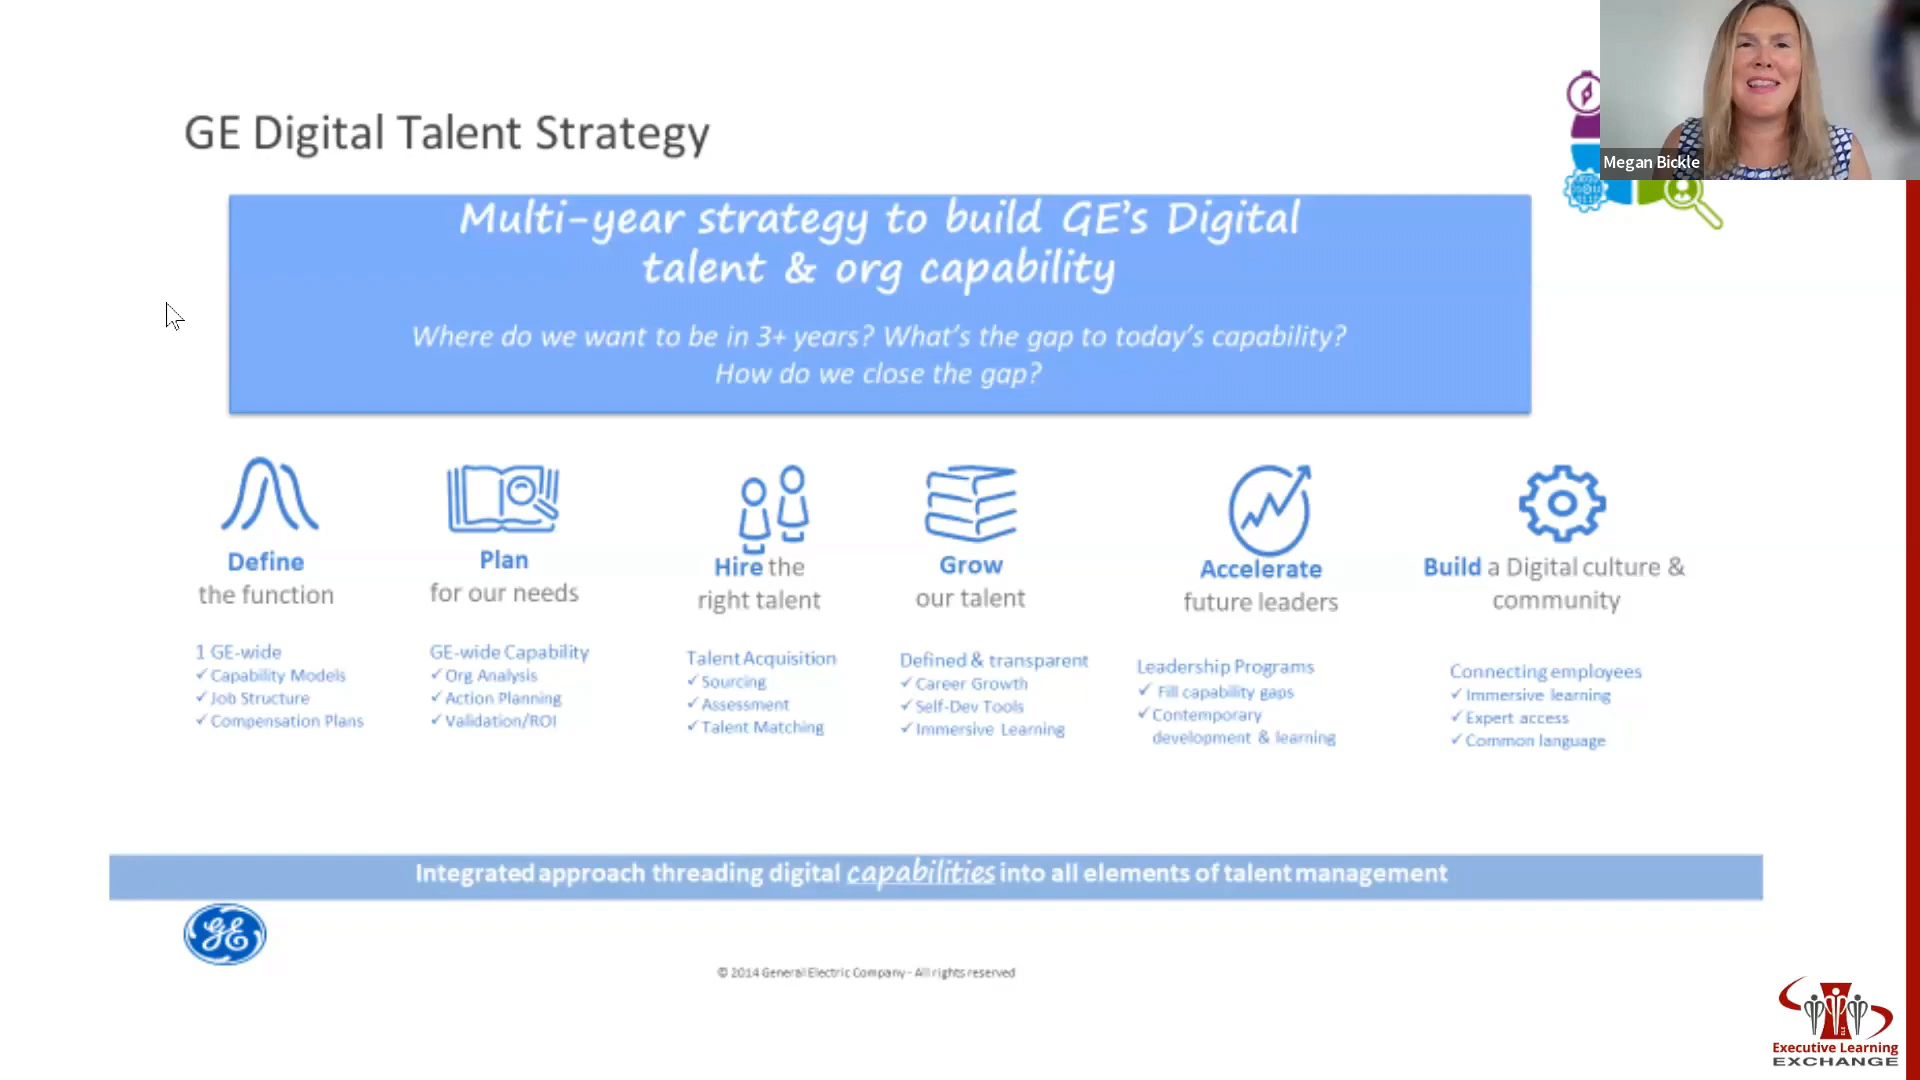 GE Digital Talent Strategy
Megan Bickle
Multi-year strategy to build GE's Digital
talent & org capability
Where do we want to be in 3+ years? What's the gap to today's capability?
How do we close the gap?
Define
the function
1 GE-wide
✓ Capability Models
✓ Job Structure
✓ Compensation Plans
Plan
for our needs
GE-wide Capability
✓ Org Analysis
✓ Action Planning
✓ Validation/ROI
Hire the
right talent
Talent Acquisition
✓ Sourcing
✓ Assessment
✓ Talent Matching
Grow
our talent
Defined & transparent
✓ Career Growth
✓ Self-Dev Tools
✓ Immersive Learning
Accelerate
future leaders
Leadership Programs
✓ Fill capability gaps
✓ Contemporary
development & learning
Build a Digital culture &
community
Connecting employees
✓ Immersive learning
✓ Expert access
✓ Common language
Integrated approach threading digital capabilities into all elements of talent management
GE
© 2014 General Electric Company - All rights reserved
Executive Learning
EXCHANGE